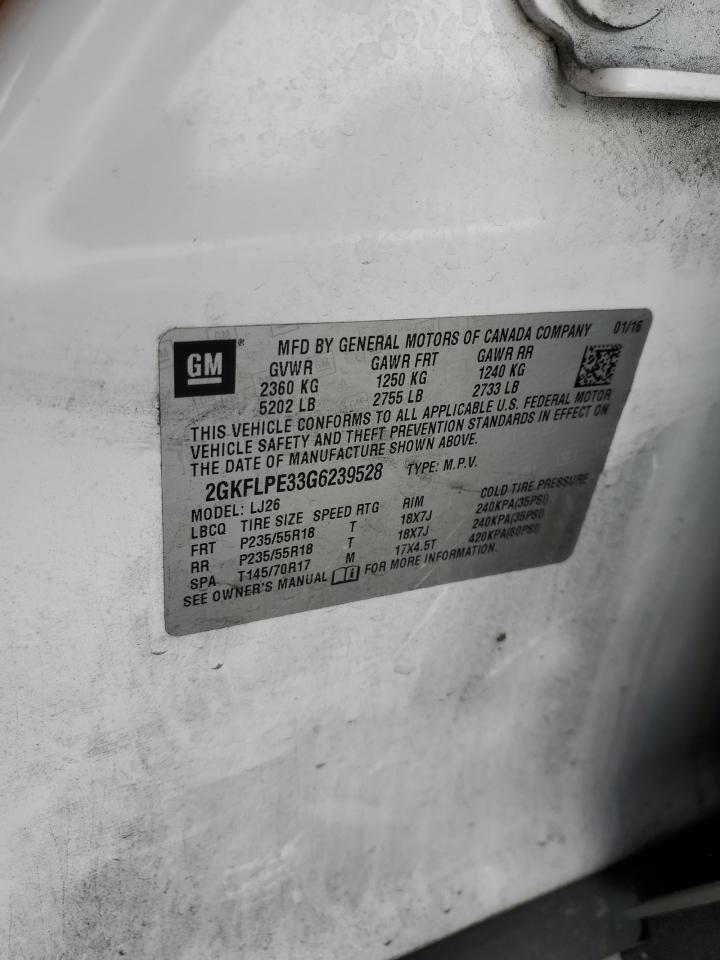 GM ®
MFD BY GENERAL MOTORS OF CANADA COMPANY 01/16
GVWR GAWR FRT GAWR RR
2360 KG 1250 KG 1240 KG
5202 LB 2755 LB 2733 LB
THIS VEHICLE CONFORMS TO ALL APPLICABLE U.S. FEDERAL MOTOR
VEHICLE SAFETY AND THEFT PREVENTION STANDARDS IN EFFECT ON
THE DATE OF MANUFACTURE SHOWN ABOVE.
2GKFLPE33G6239528 TYPE: M.P.V.
MODEL: LJ26
LBCQ TIRE SIZE SPEED RTG RIM COLD TIRE PRESSURE
FRT P235/55R18 T 18X7J 240KPA(35PSI)
RR P235/55R18 T 18X7J 240KPA(35PSI)
SPA T145/70R17 M 17X4.5T 420KPA(60PSI)
SEE OWNER'S MANUAL FOR MORE INFORMATION.